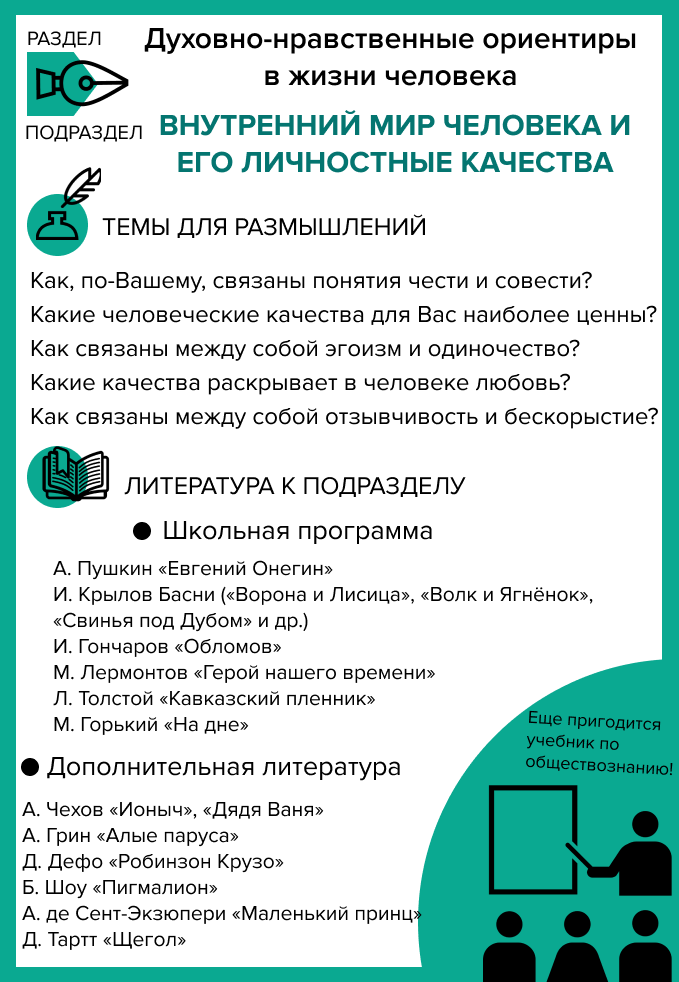 РАЗДЕЛ
Духовно-нравственные ориентиры
в жизни человека
ПОДРАЗДЕЛ
ВНУТРЕННИЙ МИР ЧЕЛОВЕКА И
ЕГО ЛИЧНОСТНЫЕ КАЧЕСТВА
ТЕМЫ ДЛЯ РАЗМЫШЛЕНИЙ
Как, по-Вашему, связаны понятия чести и совести?
Какие человеческие качества для Вас наиболее ценны?
Как связаны между собой эгоизм и одиночество?
Какие качества раскрывает в человеке любовь?
Как связаны между собой отзывчивость и бескорыстие?
ЛИТЕРАТУРА К ПОДРАЗДЕЛУ
● Школьная программа
А. Пушкин «Евгений Онегин»
И. Крылов Басни («Ворона и Лисица», «Волк и Ягнёнок»,
«Свинья под Дубом» и др.)
И. Гончаров «Обломов»
М. Лермонтов «Герой нашего времени»
Л. Толстой «Кавказский пленник»
М. Горький «На дне»
● Дополнительная литература
А. Чехов «Ионыч», «Дядя Ваня»
А. Грин «Алые паруса»
Д. Дефо «Робинзон Крузо»
Б. Шоу «Пигмалион»
А. де Сент-Экзюпери «Маленький принц»
Д. Тартт «Щегол»
Еще пригодится
учебник по
обществознанию!